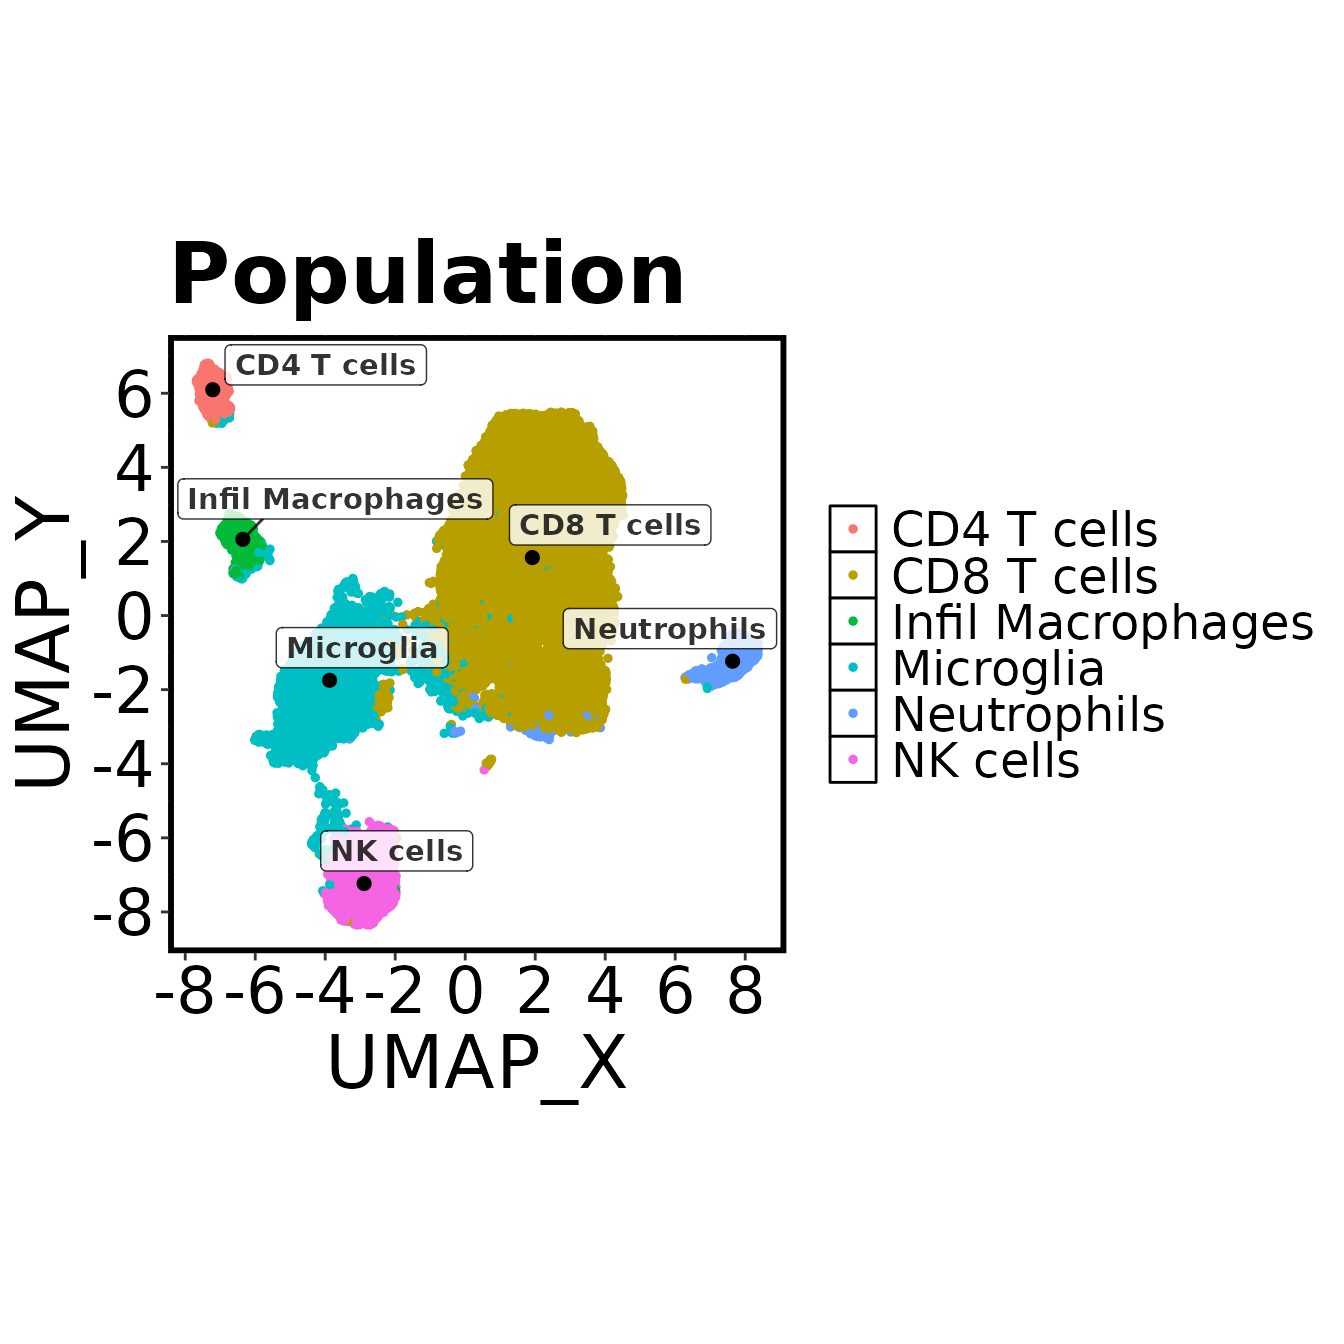 Population
CD4 T cells
Infil Macrophages
CD8 T cells
Neutrophils
Microglia
NK cells
6
4
2
0
-2
-4
-6
-8
UMAP_Y
-8 -6 -4 -2 0 2 4 6 8
UMAP_X
CD4 T cells
CD8 T cells
Infil Macrophages
Microglia
Neutrophils
NK cells